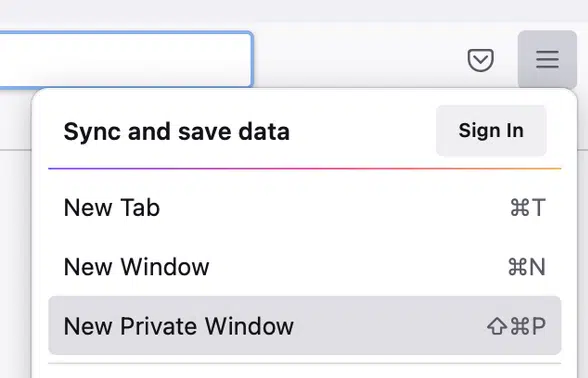 Sync and save data Sign In
New Tab ⌘T
New Window ⌘N
New Private Window ⇧⌘P